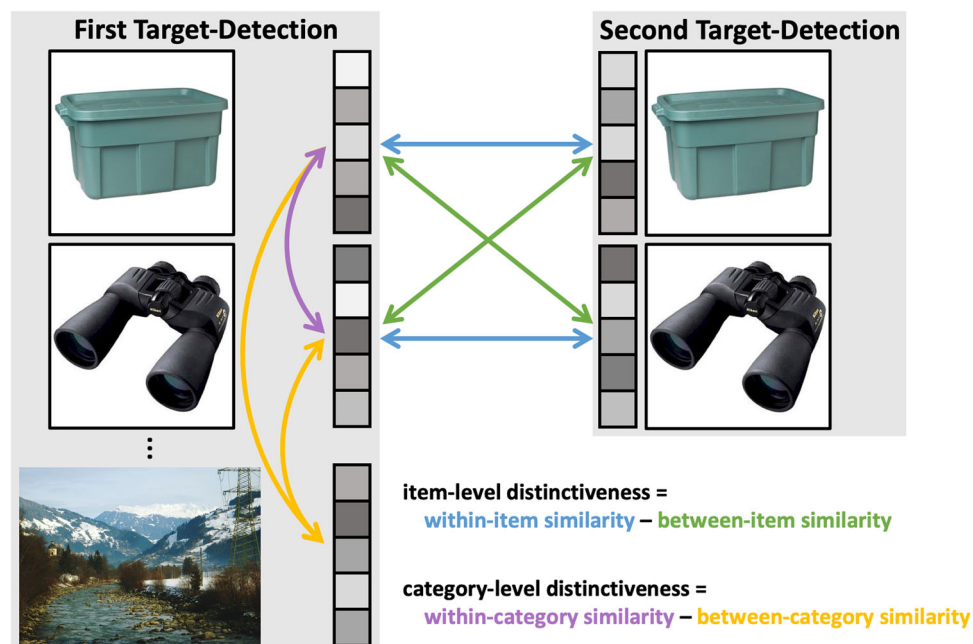 First Target-Detection
Second Target-Detection
item-level distinctiveness =
within-item similarity – between-item similarity
category-level distinctiveness =
within-category similarity – between-category similarity